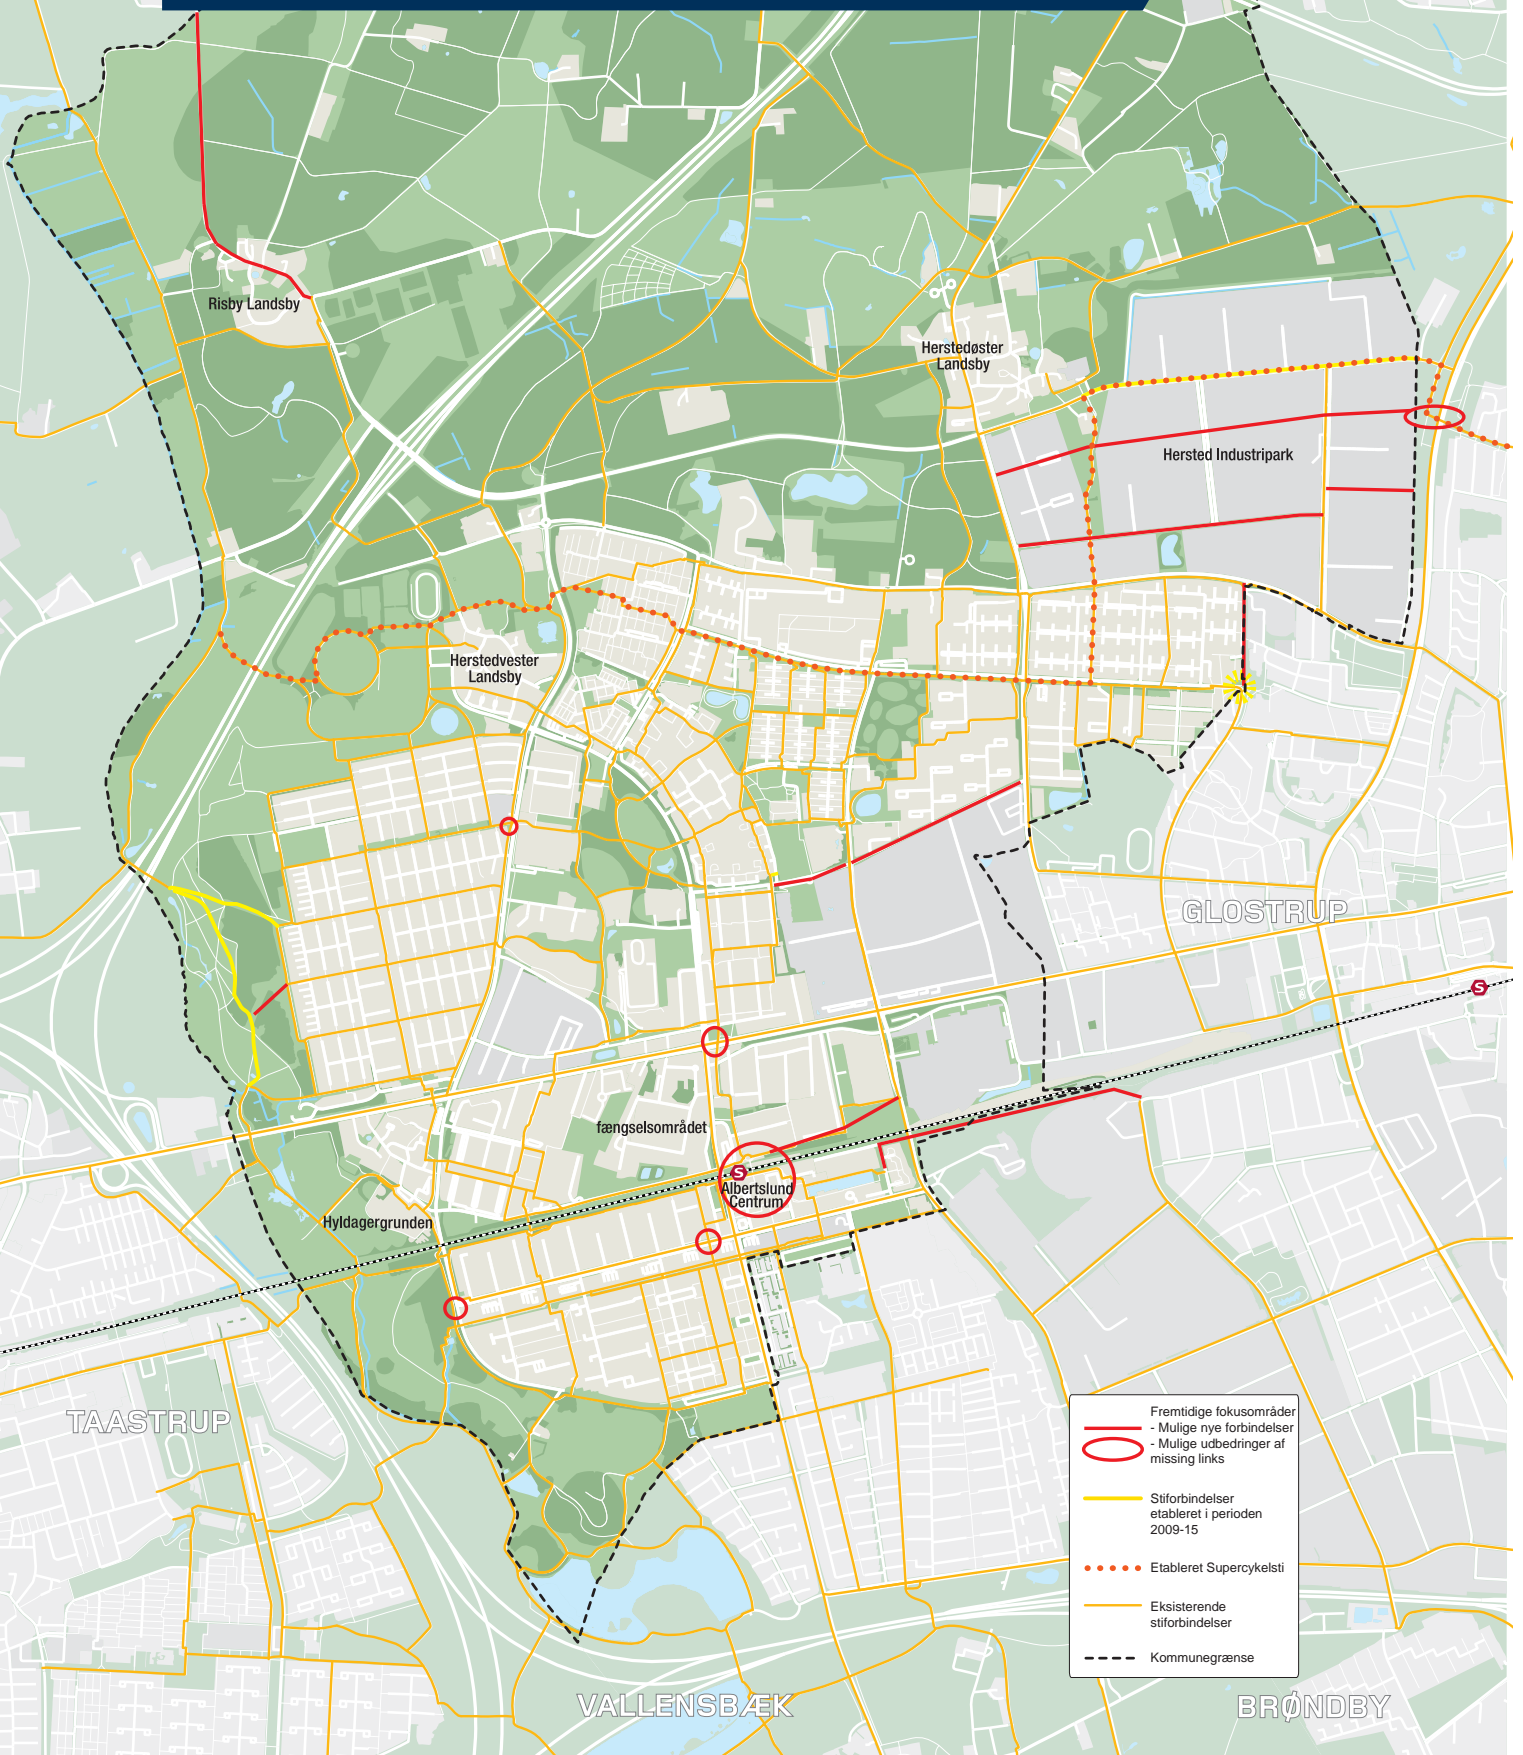 Risby Landsby
Herstedøster
Landsby
Hersted Industripark
Herstedvester
Landsby
GLOSTRUP
S
fængselsområdet
S
Albertslund
Centrum
Hyldagergrunden
TAASTRUP
Fremtidige fokusområder
- Mulige nye forbindelser
- Mulige udbedringer af
missing links
Stiforbindelser
etableret i perioden
2009-15
Etableret Supercykelsti
Eksisterende
stiforbindelser
Kommunegrænse
VALLENSBÆK
BRØNDBY